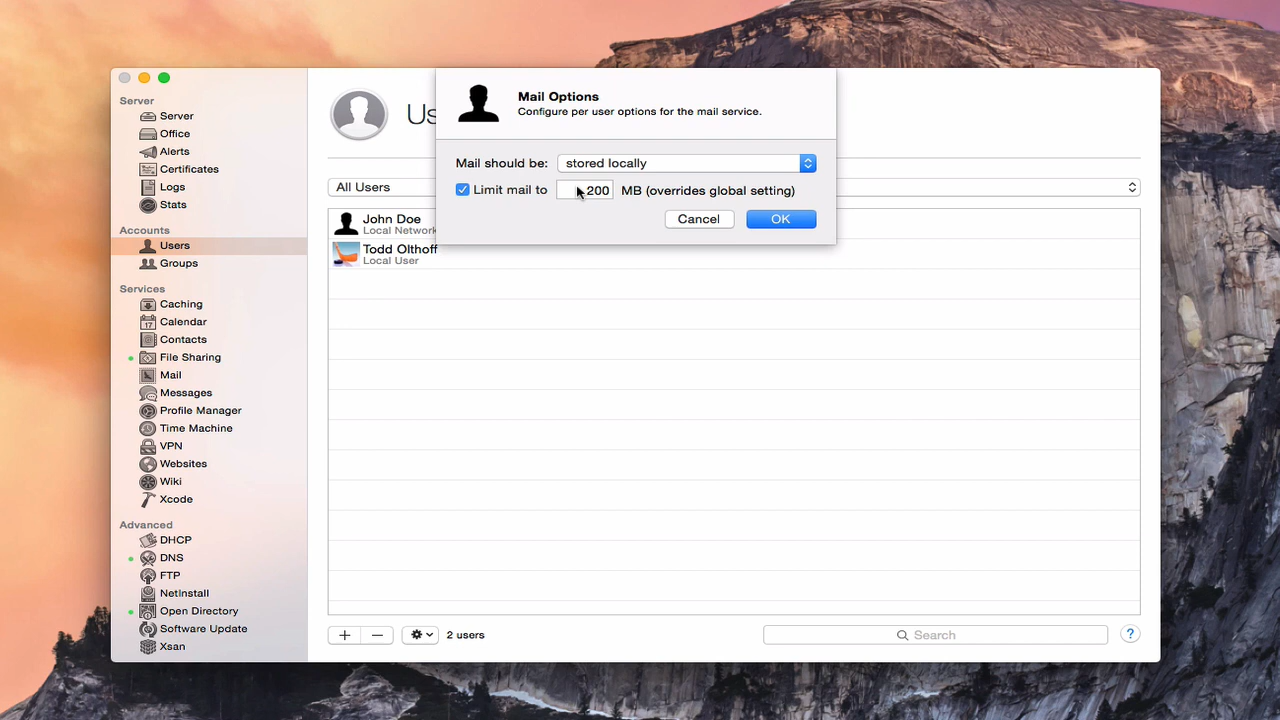 Server
Server
Office
Alerts
Certificates
Logs
Stats
Accounts
Users
Groups
Services
Caching
17
Calendar
Contacts
File Sharing
Mail
Messages
Profile Manager
Time Machine
VPN
Websites
Wiki
Xcode
Advanced
DHCP
DNS
FTP
NetInstall
Open Directory
Software Update
Xsan
Us
Mail Options
Configure per user options for the mail service.
Mail should be: stored locally
Limit mail to 200 MB (overrides global setting)
Cancel OK
All Users
John Doe
Local Network
Todd Olthoff
Local User
2 users
Search
?